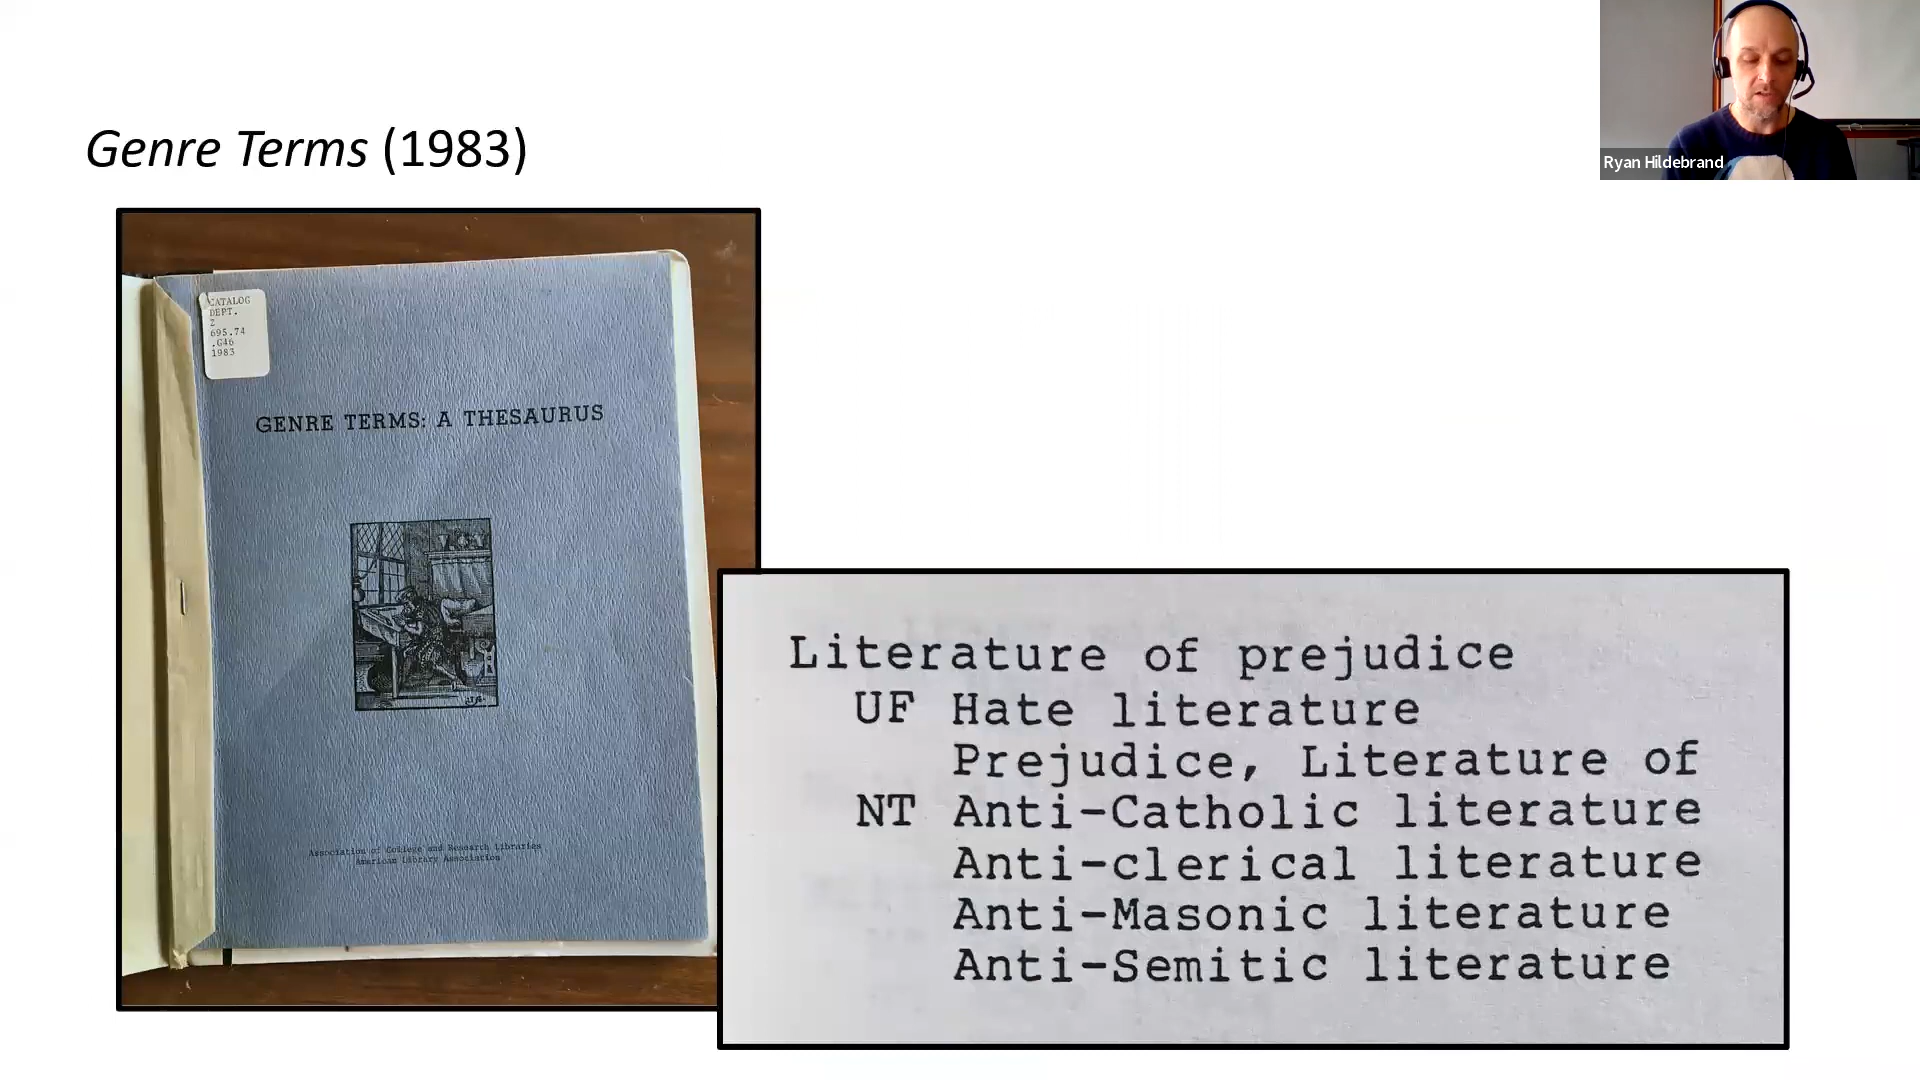 Genre Terms (1983)
Ryan Hildebrand
CATALOG
DEPT.
Z
695.74
.G46
1983
GENRE TERMS: A THESAURUS
Association of College and Research Libraries
American Library Association
Literature of prejudice
UF Hate literature
Prejudice, Literature of
NT Anti-Catholic literature
Anti-clerical literature
Anti-Masonic literature
Anti-Semitic literature